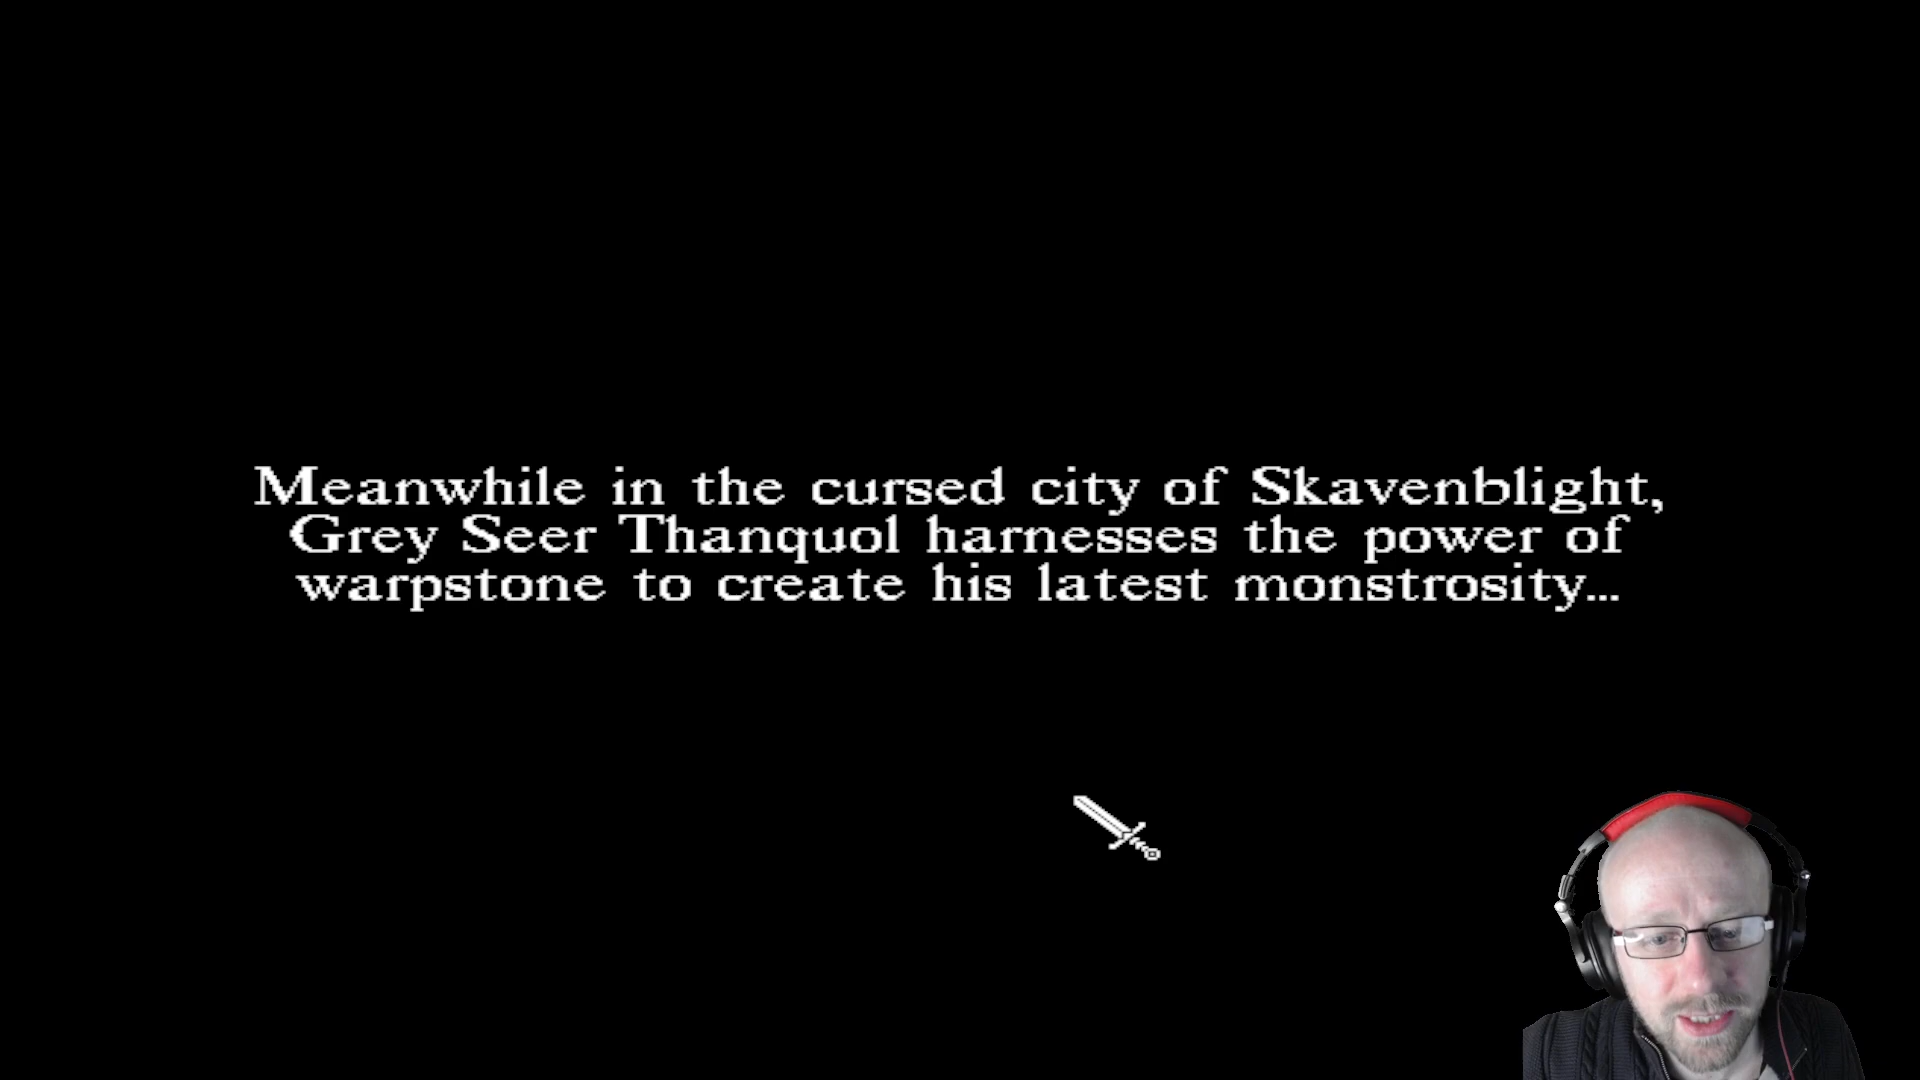 Meanwhile in the cursed city of Skavenblight,
Grey Seer Thanquol harnesses the power of
warpstone to create his latest monstrosity...